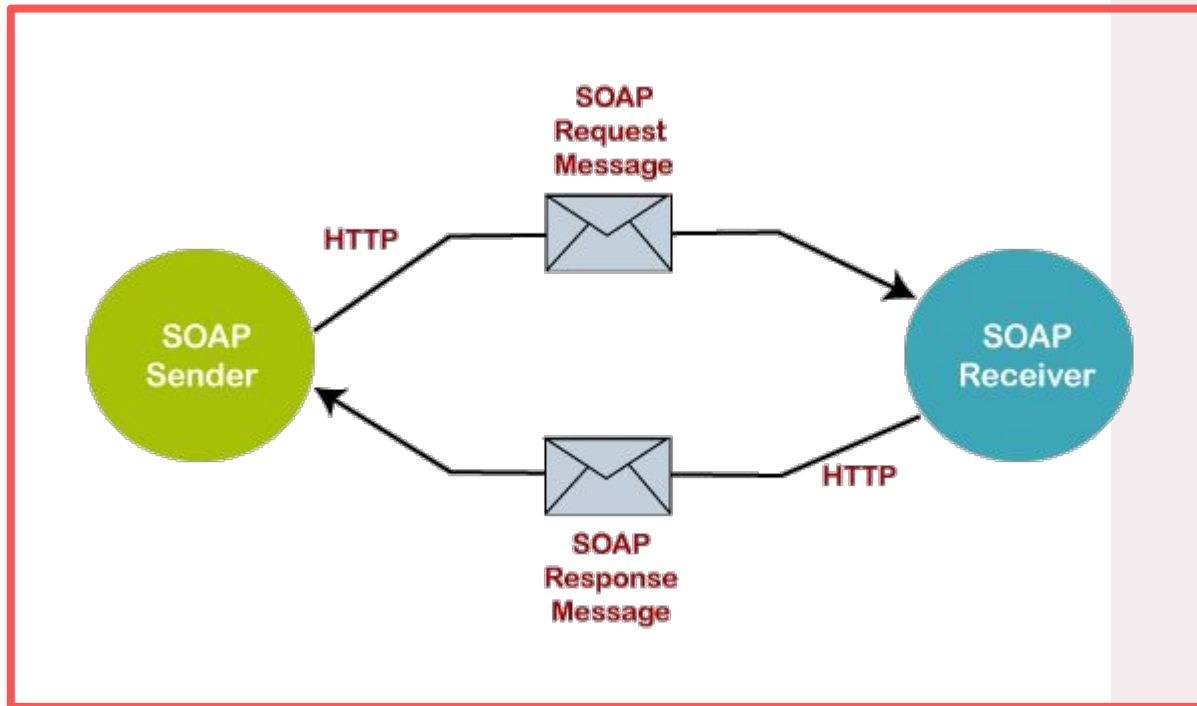 SOAP
Request
Message
HTTP
SOAP
Sender
SOAP
Receiver
HTTP
SOAP
Response
Message